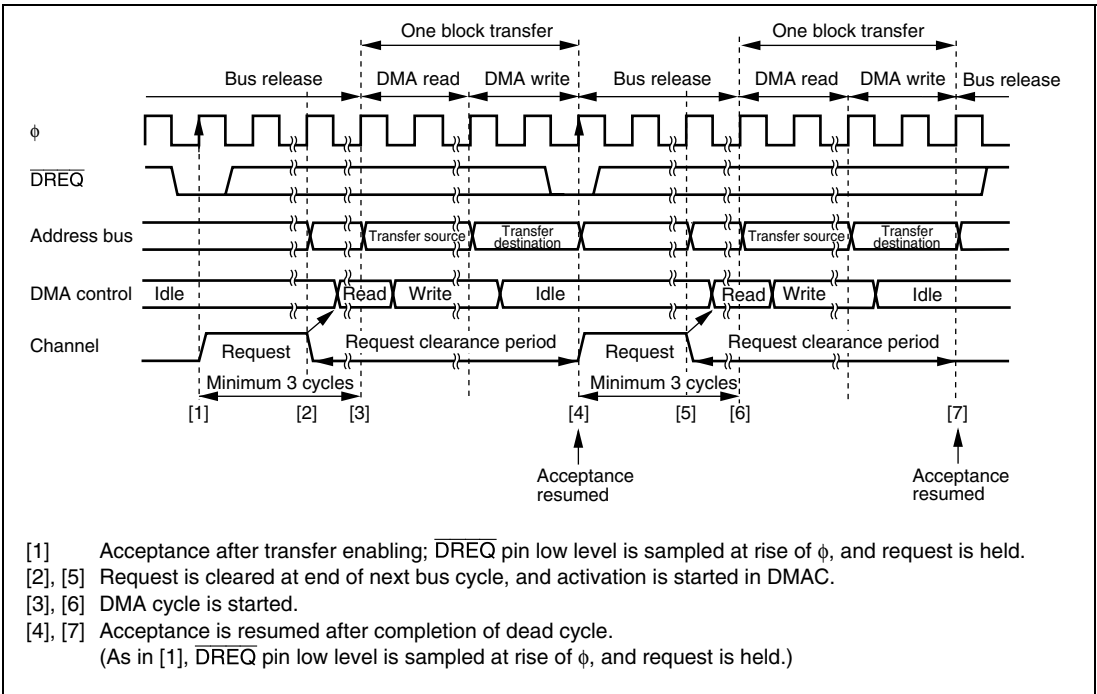 One block transfer One block transfer
Bus release DMA read DMA write Bus release DMA read DMA write Bus release
φ
DREQ
Address bus Transfer source Transfer destination Transfer source Transfer destination
DMA control Idle Read Write Idle Read Write Idle
Channel Request Request clearance period Request Request clearance period
Minimum 3 cycles Minimum 3 cycles
[1] [2] [3] [4] [5] [6] [7]
Acceptance resumed Acceptance resumed
[1] Acceptance after transfer enabling; DREQ pin low level is sampled at rise of φ, and request is held.
[2], [5] Request is cleared at end of next bus cycle, and activation is started in DMAC.
[3], [6] DMA cycle is started.
[4], [7] Acceptance is resumed after completion of dead cycle.
(As in [1], DREQ pin low level is sampled at rise of φ, and request is held.)